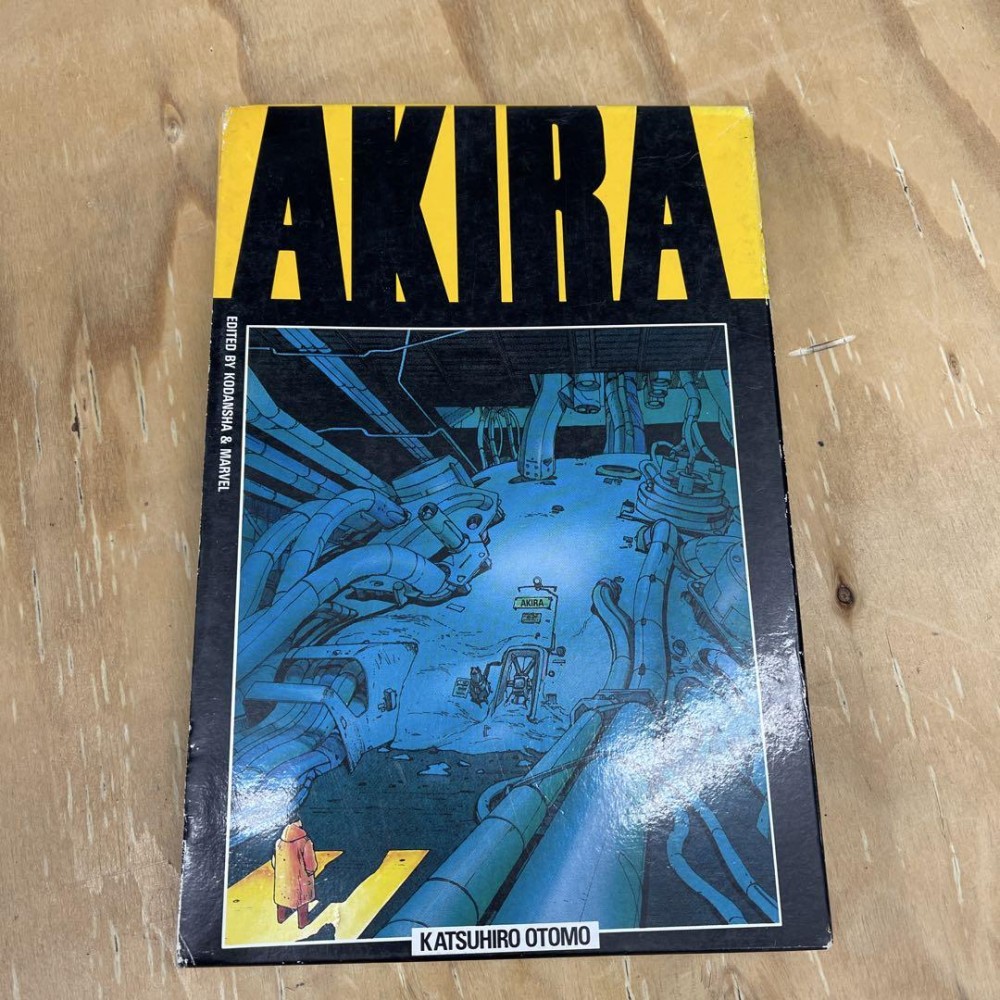 AKIRA
EDITED BY KODANSHA & MARVEL
AKIRA
KATSUHIRO OTOMO